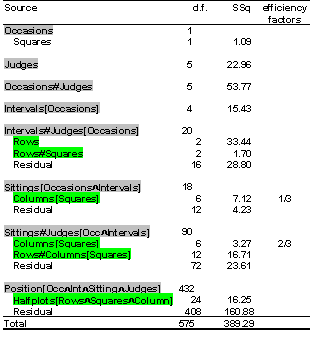 Source d.f. SSq efficiency factors
Occasions 1
Squares 1 1.09
Judges 5 22.96
Occasions#Judges 5 53.77
Intervals[Occasions] 4 15.43
Intervals#Judges[Occasions] 20
Rows 2 33.44
Rows#Squares 2 1.70
Residual 16 28.80
Sittings[Occasions∧Intervals] 18
Columns[Squares] 6 7.12 1/3
Residual 12 4.23
Sittings#Judges[Occ∧Intervals] 90
Columns[Squares] 6 3.27 2/3
Rows#Columns[Squares] 12 16.71
Residual 72 23.61
Position[Occ∧Int∧Sitting∧Judges] 432
Halfplots[Rows∧Squares∧Column] 24 16.25
Residual 408 160.88
Total 575 389.29